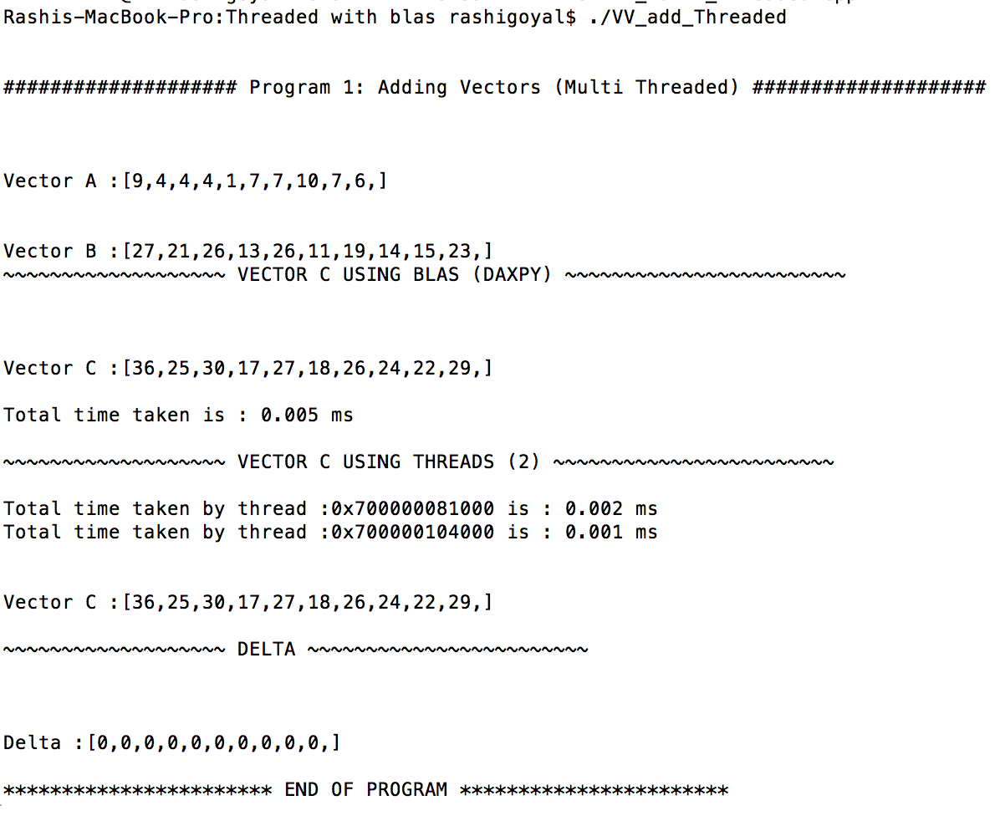 Rashis-MacBook-Pro:Threaded with blas rashigoyal$ ./VV_add_Threaded
#################### Program 1: Adding Vectors (Multi Threaded) ####################
Vector A :[9,4,4,4,1,7,7,10,7,6,]
Vector B :[27,21,26,13,26,11,19,14,15,23,]
~~~~~~~~~~~~~~~~~~~ VECTOR C USING BLAS (DAXPY) ~~~~~~~~~~~~~~~~~~~~~~~~
Vector C :[36,25,30,17,27,18,26,24,22,29,]
Total time taken is : 0.005 ms
~~~~~~~~~~~~~~~~~~~ VECTOR C USING THREADS (2) ~~~~~~~~~~~~~~~~~~~~~~~~
Total time taken by thread :0x700000081000 is : 0.002 ms
Total time taken by thread :0x700000104000 is : 0.001 ms
Vector C :[36,25,30,17,27,18,26,24,22,29,]
~~~~~~~~~~~~~~~~~~~ DELTA ~~~~~~~~~~~~~~~~~~~~~~~~
Delta :[0,0,0,0,0,0,0,0,0,0,]
*********************** END OF PROGRAM ***********************